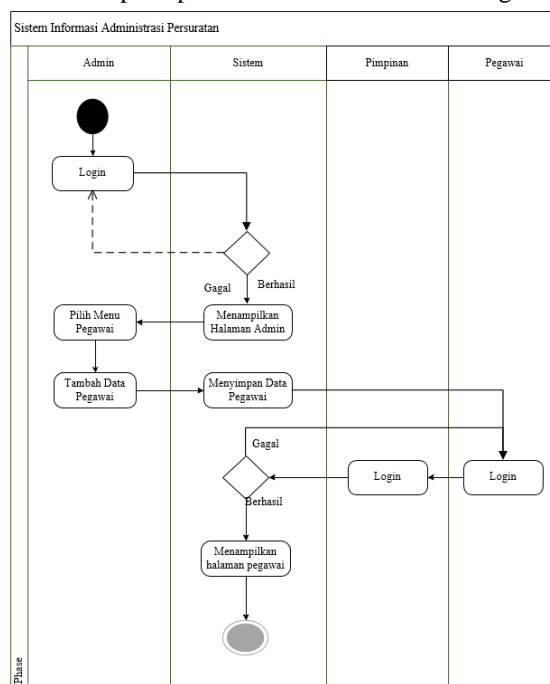 Sistem Informasi Administrasi Persuratan
Admin
Sistem
Pimpinan
Pegawai
Login
Gagal
Berhasil
Pilih Menu
Pegawai
Menampilkan
Halaman Admin
Tambah Data
Pegawai
Menyimpan Data
Pegawai
Gagal
Login
Login
Berhasil
Menampilkan
halaman pegawai
Phase